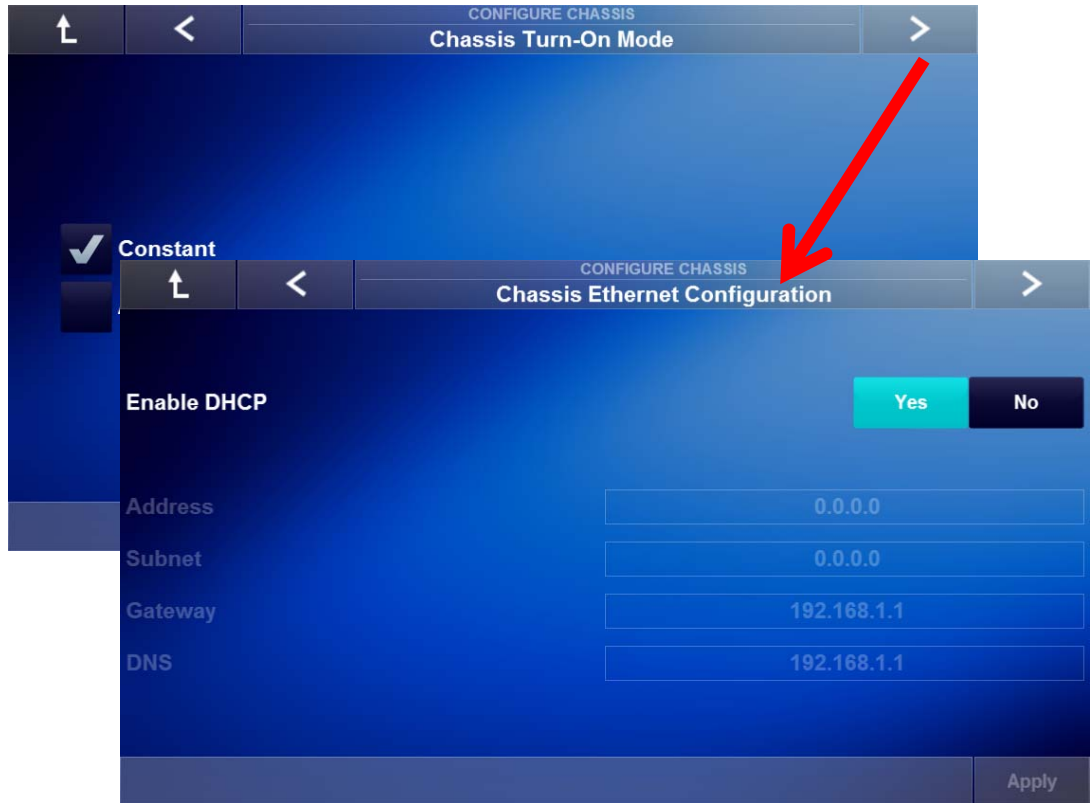 CONFIGURE CHASSIS
Chassis Turn-On Mode
Constant
CONFIGURE CHASSIS
Chassis Ethernet Configuration
Enable DHCP
Yes No
Address 0.0.0.0
Subnet 0.0.0.0
Gateway 192.168.1.1
DNS 192.168.1.1
Apply